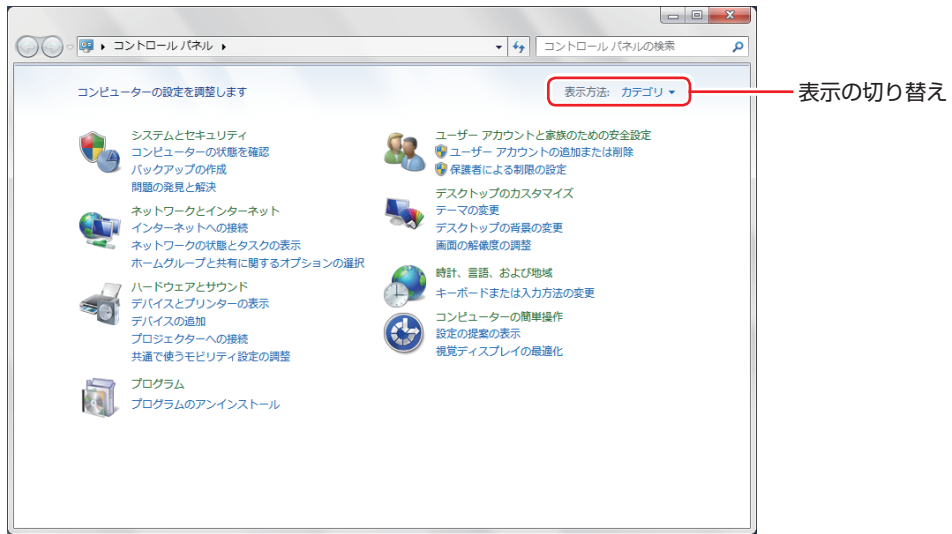 コントロール パネル
コントロール パネルの検索
コンピューターの設定を調整します
表示方法: カテゴリ
表示の切り替え
システムとセキュリティ
コンピューターの状態を確認
バックアップの作成
問題の発見と解決
ネットワークとインターネット
インターネットへの接続
ネットワークの状態とタスクの表示
ホームグループと共有に関するオプションの選択
ハードウェアとサウンド
デバイスとプリンターの表示
デバイスの追加
プロジェクターへの接続
共通で使うモビリティ設定の調整
プログラム
プログラムのアンインストール
ユーザー アカウントと家族のための安全設定
ユーザー アカウントの追加または削除
保護者による制限の設定
デスクトップのカスタマイズ
テーマの変更
デスクトップの背景の変更
画面の解像度の調整
時計、言語、および地域
キーボードまたは入力方法の変更
コンピューターの簡単操作
設定の提案の表示
視覚ディスプレイの最適化